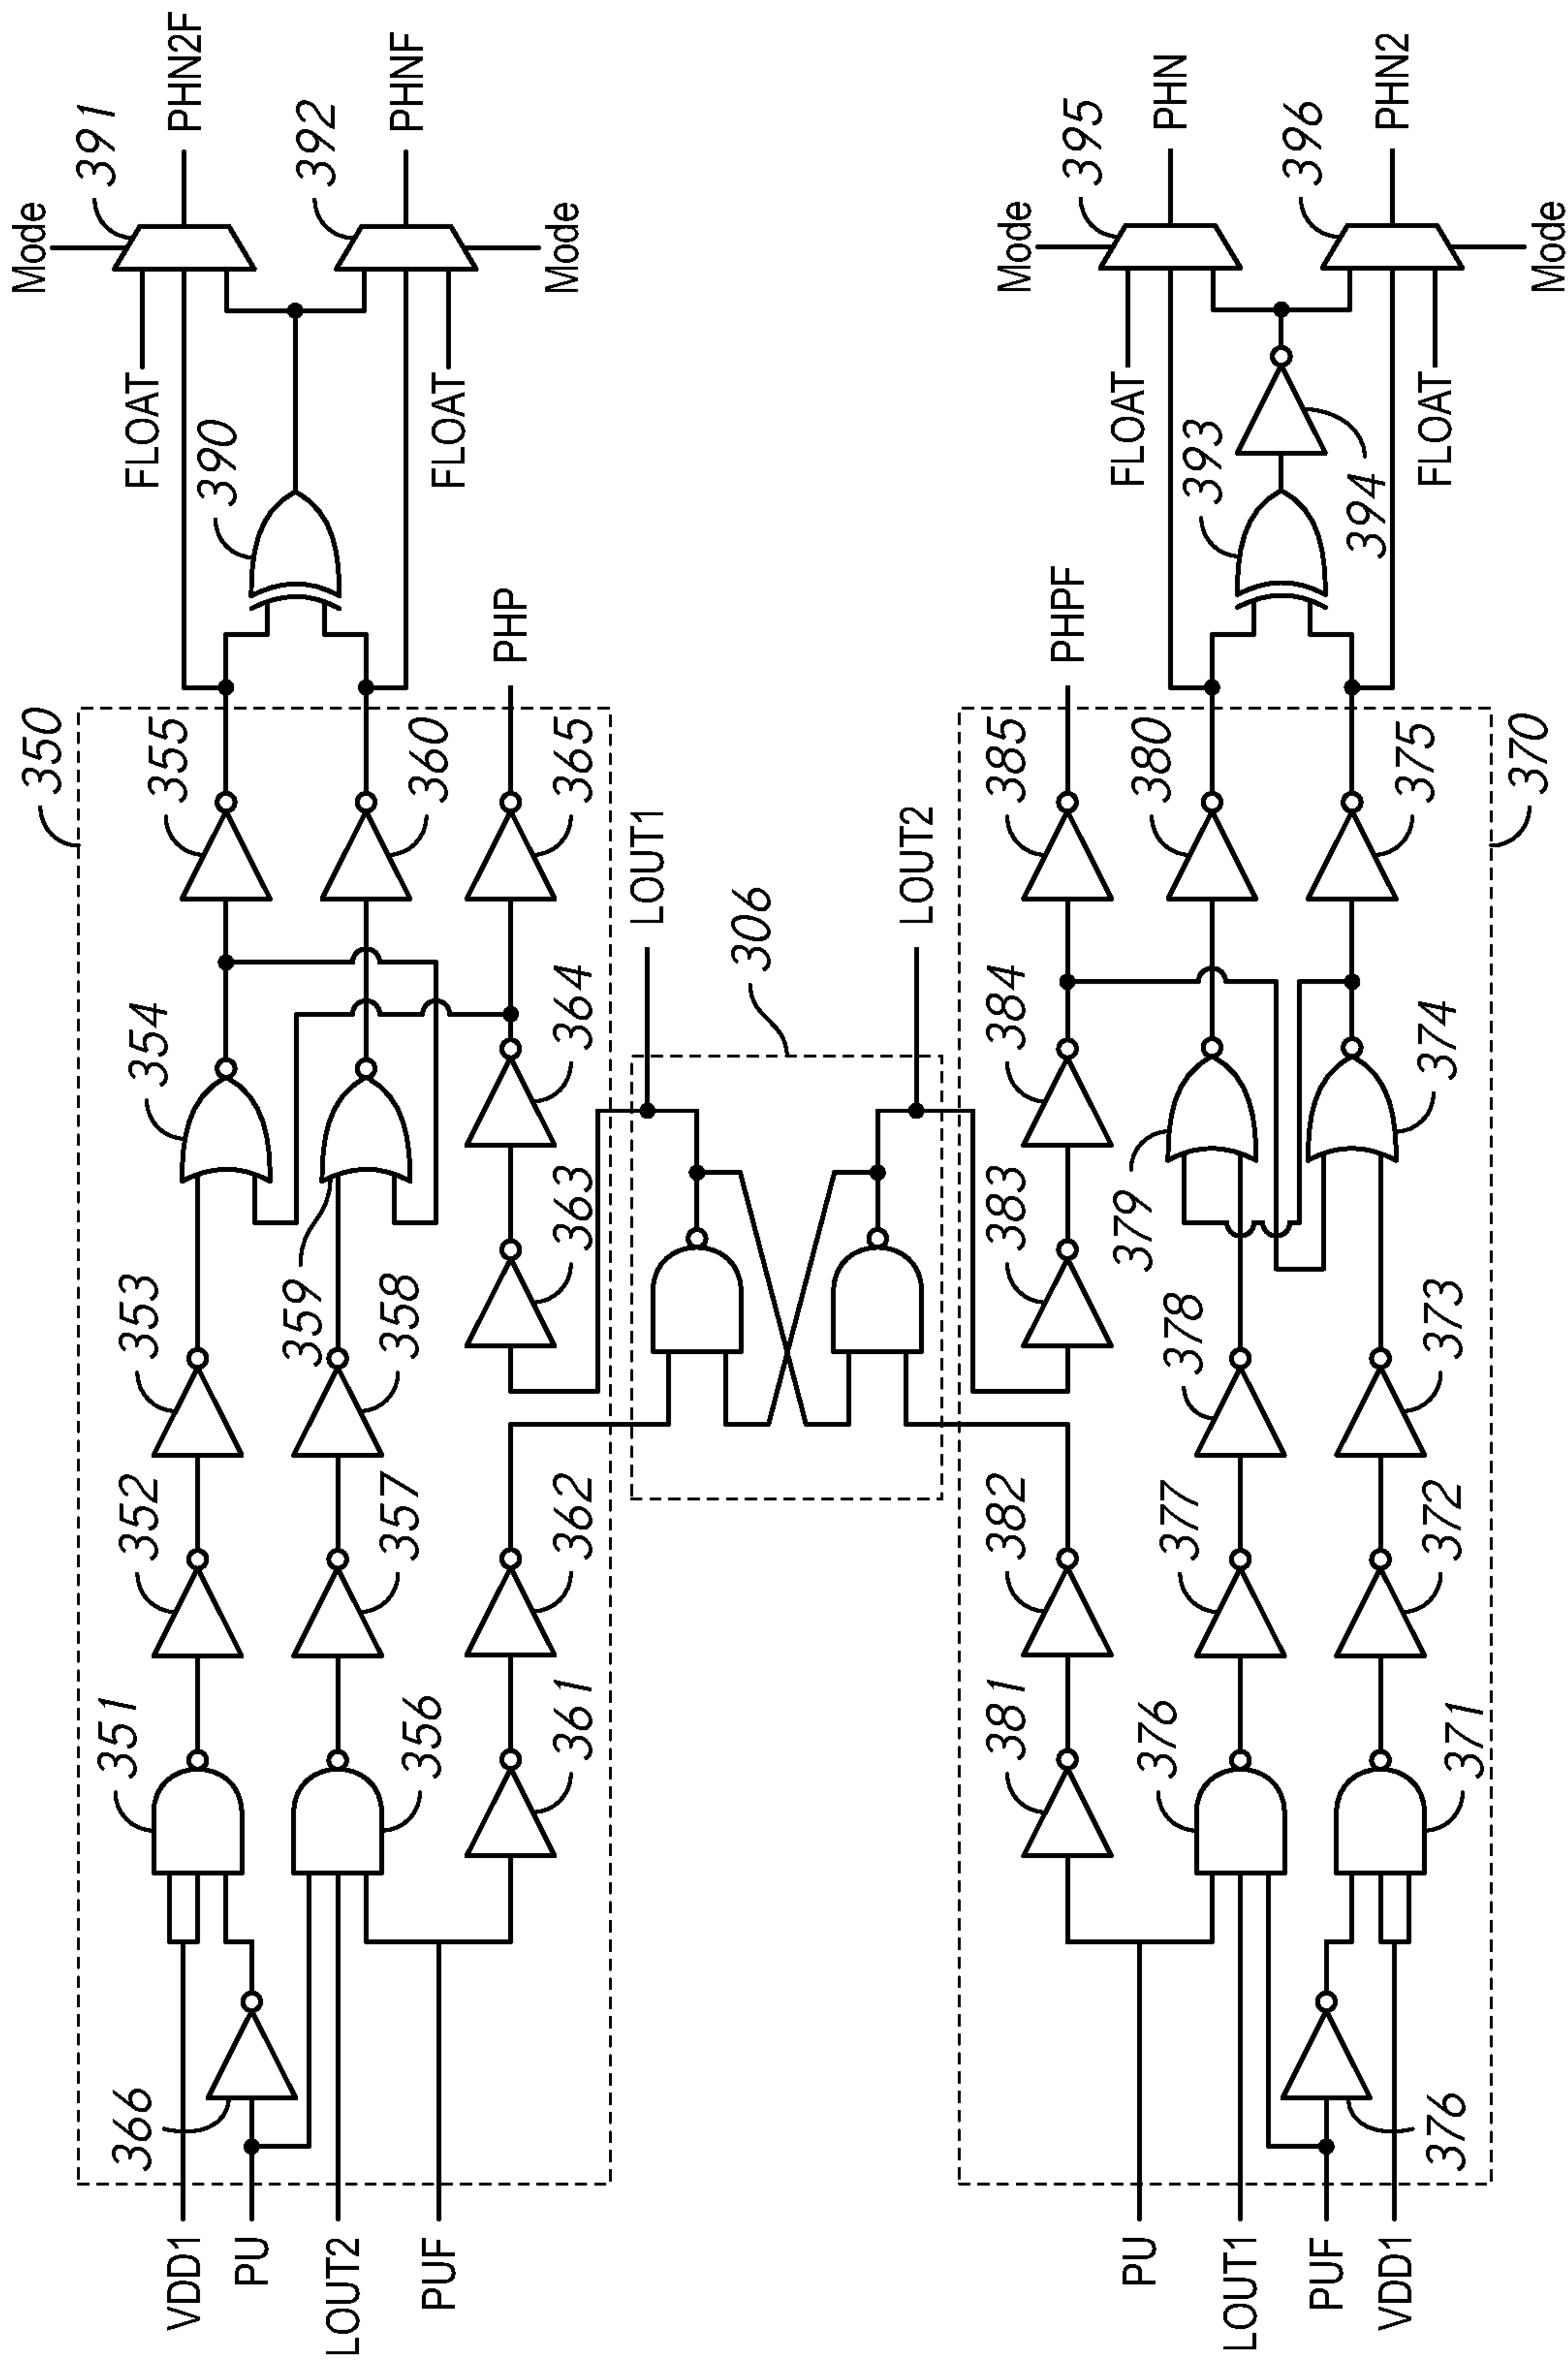 350
VDD1
PU
LOUT2
PUF
366
351
352
353
354
355
356
357
358
359
360
361
362
363
364
365
390
FLOAT
FLOAT
Mode
391
PHN2F
392
PHNF
Mode
PHP
LOUT1
306
LOUT2
PU
LOUT1
PUF
VDD1
376
381
382
383
384
385
PHPF
376
377
378
379
380
371
372
373
374
375
370
393
394
FLOAT
FLOAT
Mode
395
PHN
396
PHN2
Mode